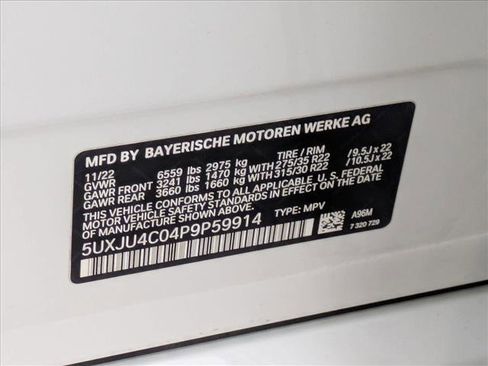 MFD BY BAYERISCHE MOTOREN WERKE AG
11/22 6559 lbs 2975 kg TIRE / RIM
GVWR FRONT 3241 lbs 1470 kg 275/35 R22 /9.5J x 22
GAWR REAR 3660 lbs 1660 kg 315/30 R22 /10.5J x 22
GAWR
THIS VEHICLE CONFORMS TO ALL APPLICABLE U.S. FEDERAL
MOTOR VEHICLE SAFETY STANDARDS IN EFFECT ON THE DATE
OF MANUFACTURE SHOWN ABOVE.
5UXJU4C04P9P59914 TYPE: MPV A96M
7 320 729